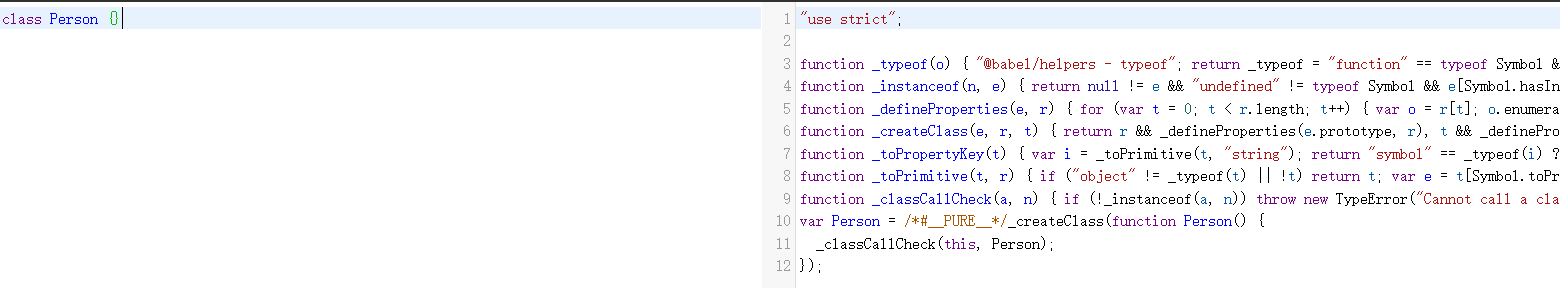 class Person {}
1 "use strict";
2
3 function _typeof(o) { "@babel/helpers - typeof"; return _typeof = "function" == typeof Symbol &
4 function _instanceof(n, e) { return null != e && "undefined" != typeof Symbol && e[Symbol.hasIn
5 function _defineProperties(e, r) { for (var t = 0; t < r.length; t++) { var o = r[t]; o.enumera
6 function _createClass(e, r, t) { return r && _defineProperties(e.prototype, r), t && _definePro
7 function _toPropertyKey(t) { var i = _toPrimitive(t, "string"); return "symbol" == _typeof(i) ?
8 function _toPrimitive(t, r) { if ("object" != _typeof(t) || !t) return t; var e = t[Symbol.toPr
9 function _classCallCheck(a, n) { if (!_instanceof(a, n)) throw new TypeError("Cannot call a cla
10 var Person = /*#__PURE__*/_createClass(function Person() {
11   _classCallCheck(this, Person);
12 });